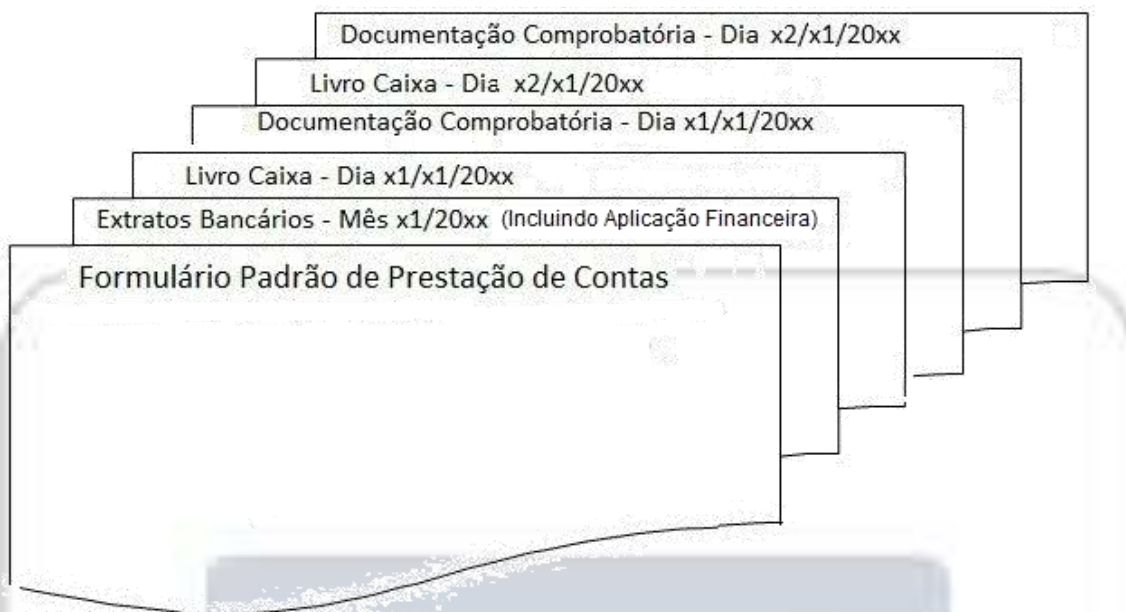 Documentação Comprobatória - Dia x2/x1/20xx
Livro Caixa - Dia x2/x1/20xx
Documentação Comprobatória - Dia x1/x1/20xx
Livro Caixa - Dia x1/x1/20xx
Extratos Bancários - Mês x1/20xx (Incluindo Aplicação Financeira)
Formulário Padrão de Prestação de Contas